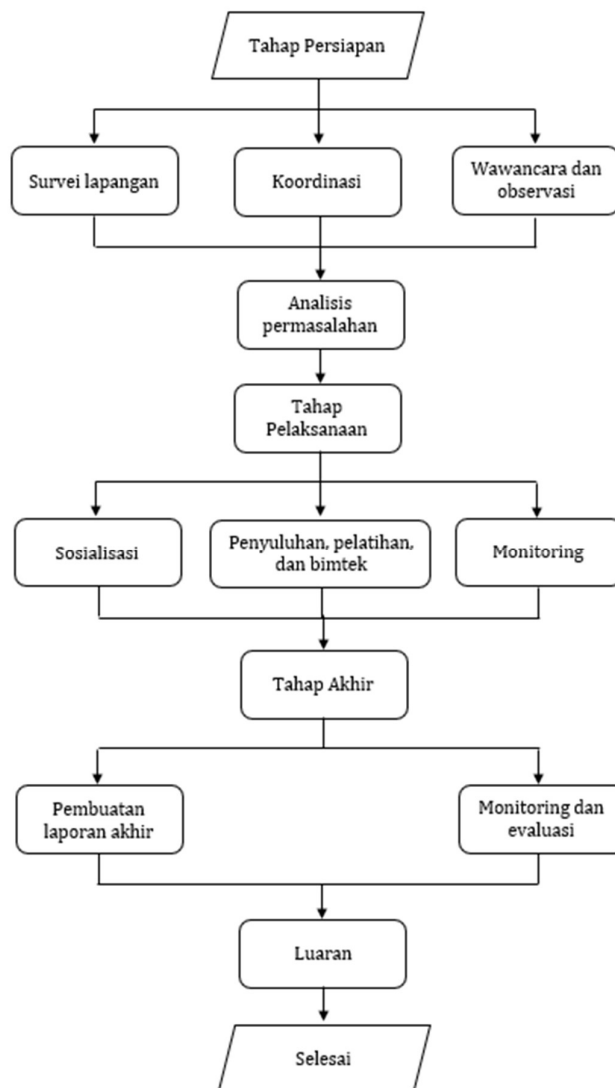 Tahap Persiapan
Survei lapangan
Koordinasi
Wawancara dan
observasi
Analisis
permasalahan
Tahap
Pelaksanaan
Sosialisasi
Penyuluhan, pelatihan,
dan bimtek
Monitoring
Tahap Akhir
Pembuatan
laporan akhir
Monitoring dan
evaluasi
Luaran
Selesai